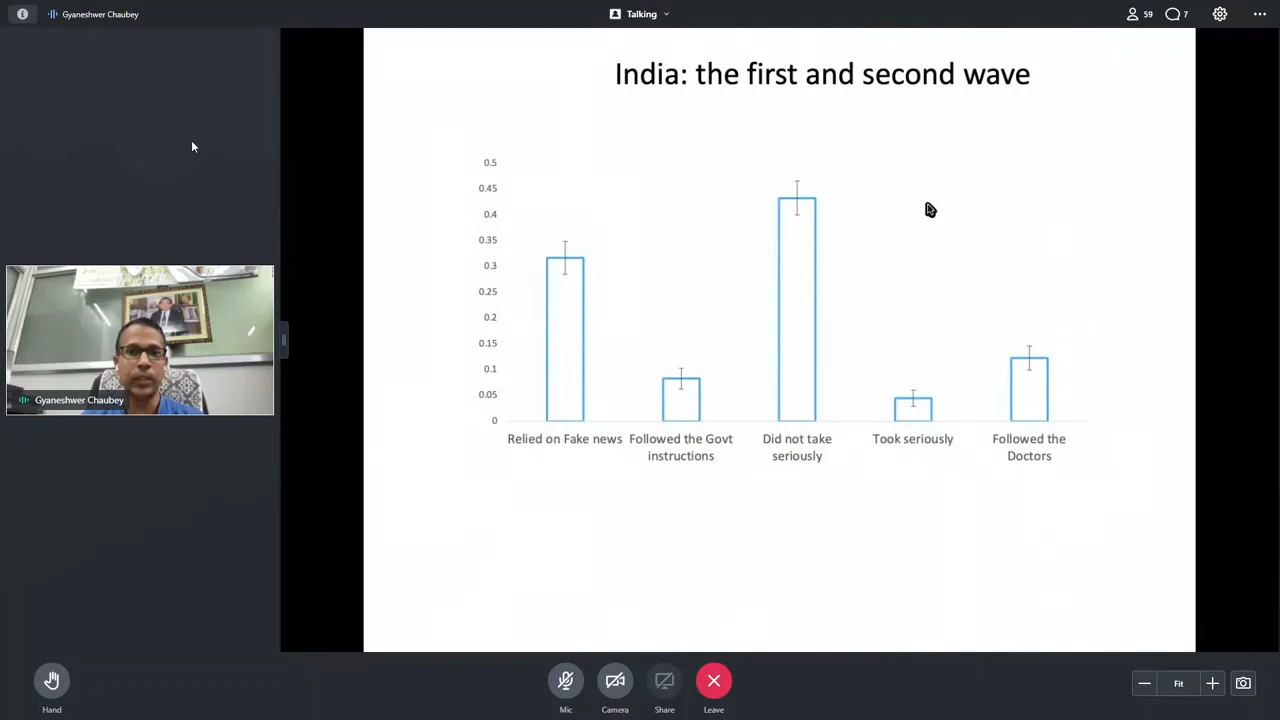 Gyaneshwer Chaubey
Talking
59
7
India: the first and second wave
0.5
0.45
0.4
0.35
0.3
0.25
0.2
0.15
0.1
0.05
0
Relied on Fake news
Followed the Govt
instructions
Did not take
seriously
Took seriously
Followed the
Doctors
Gyaneshwer Chaubey
Hand
Mic
Camera
Share
Leave
Fit